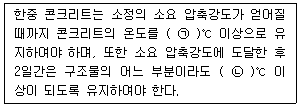 한중 콘크리트는 소정의 소요 압축강도가 얻어질
때까지 콘크리트의 온도를 ( ㉠ )℃ 이상으로 유
지하여야 하며, 또한 소요 압축강도에 도달한 후
2일간은 구조물의 어느 부분이라도 ( ㉡ )℃ 이
상이 되도록 유지하여야 한다.